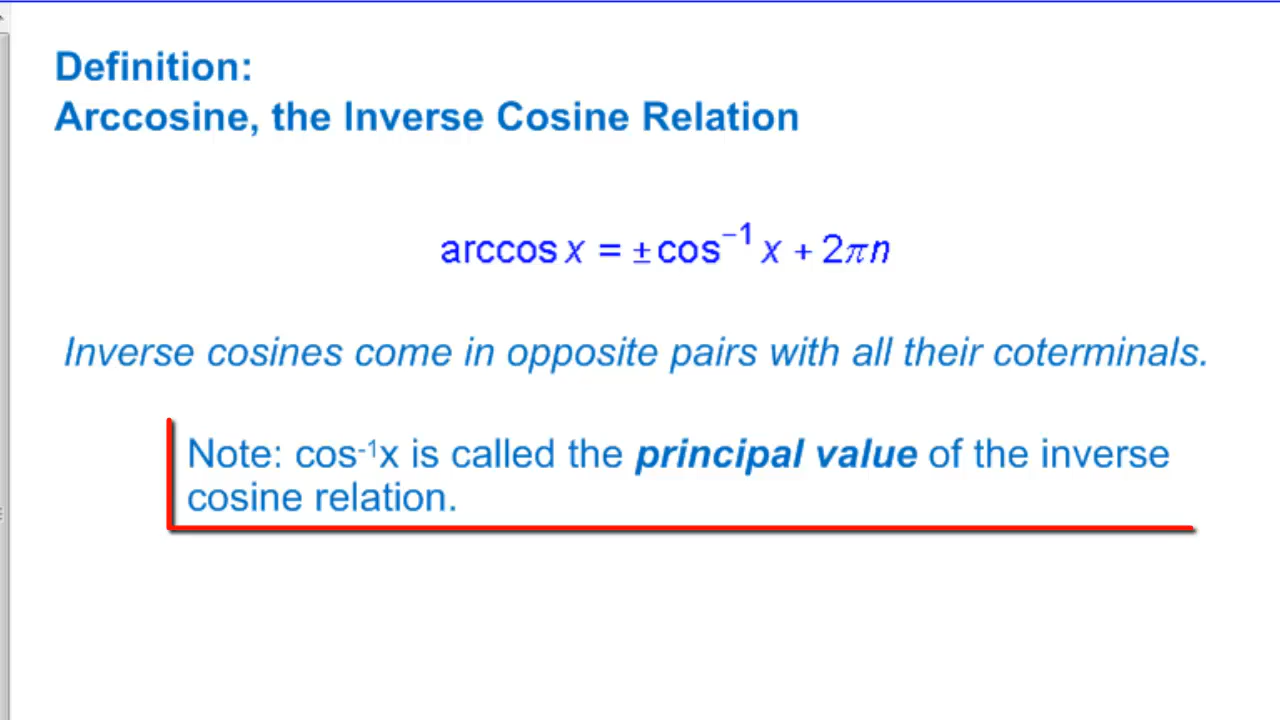 Definition:
Arccosine, the Inverse Cosine Relation
arccos x = ± cos⁻¹ x + 2πn
Inverse cosines come in opposite pairs with all their coterminals.
Note: cos⁻¹x is called the principal value of the inverse
cosine relation.